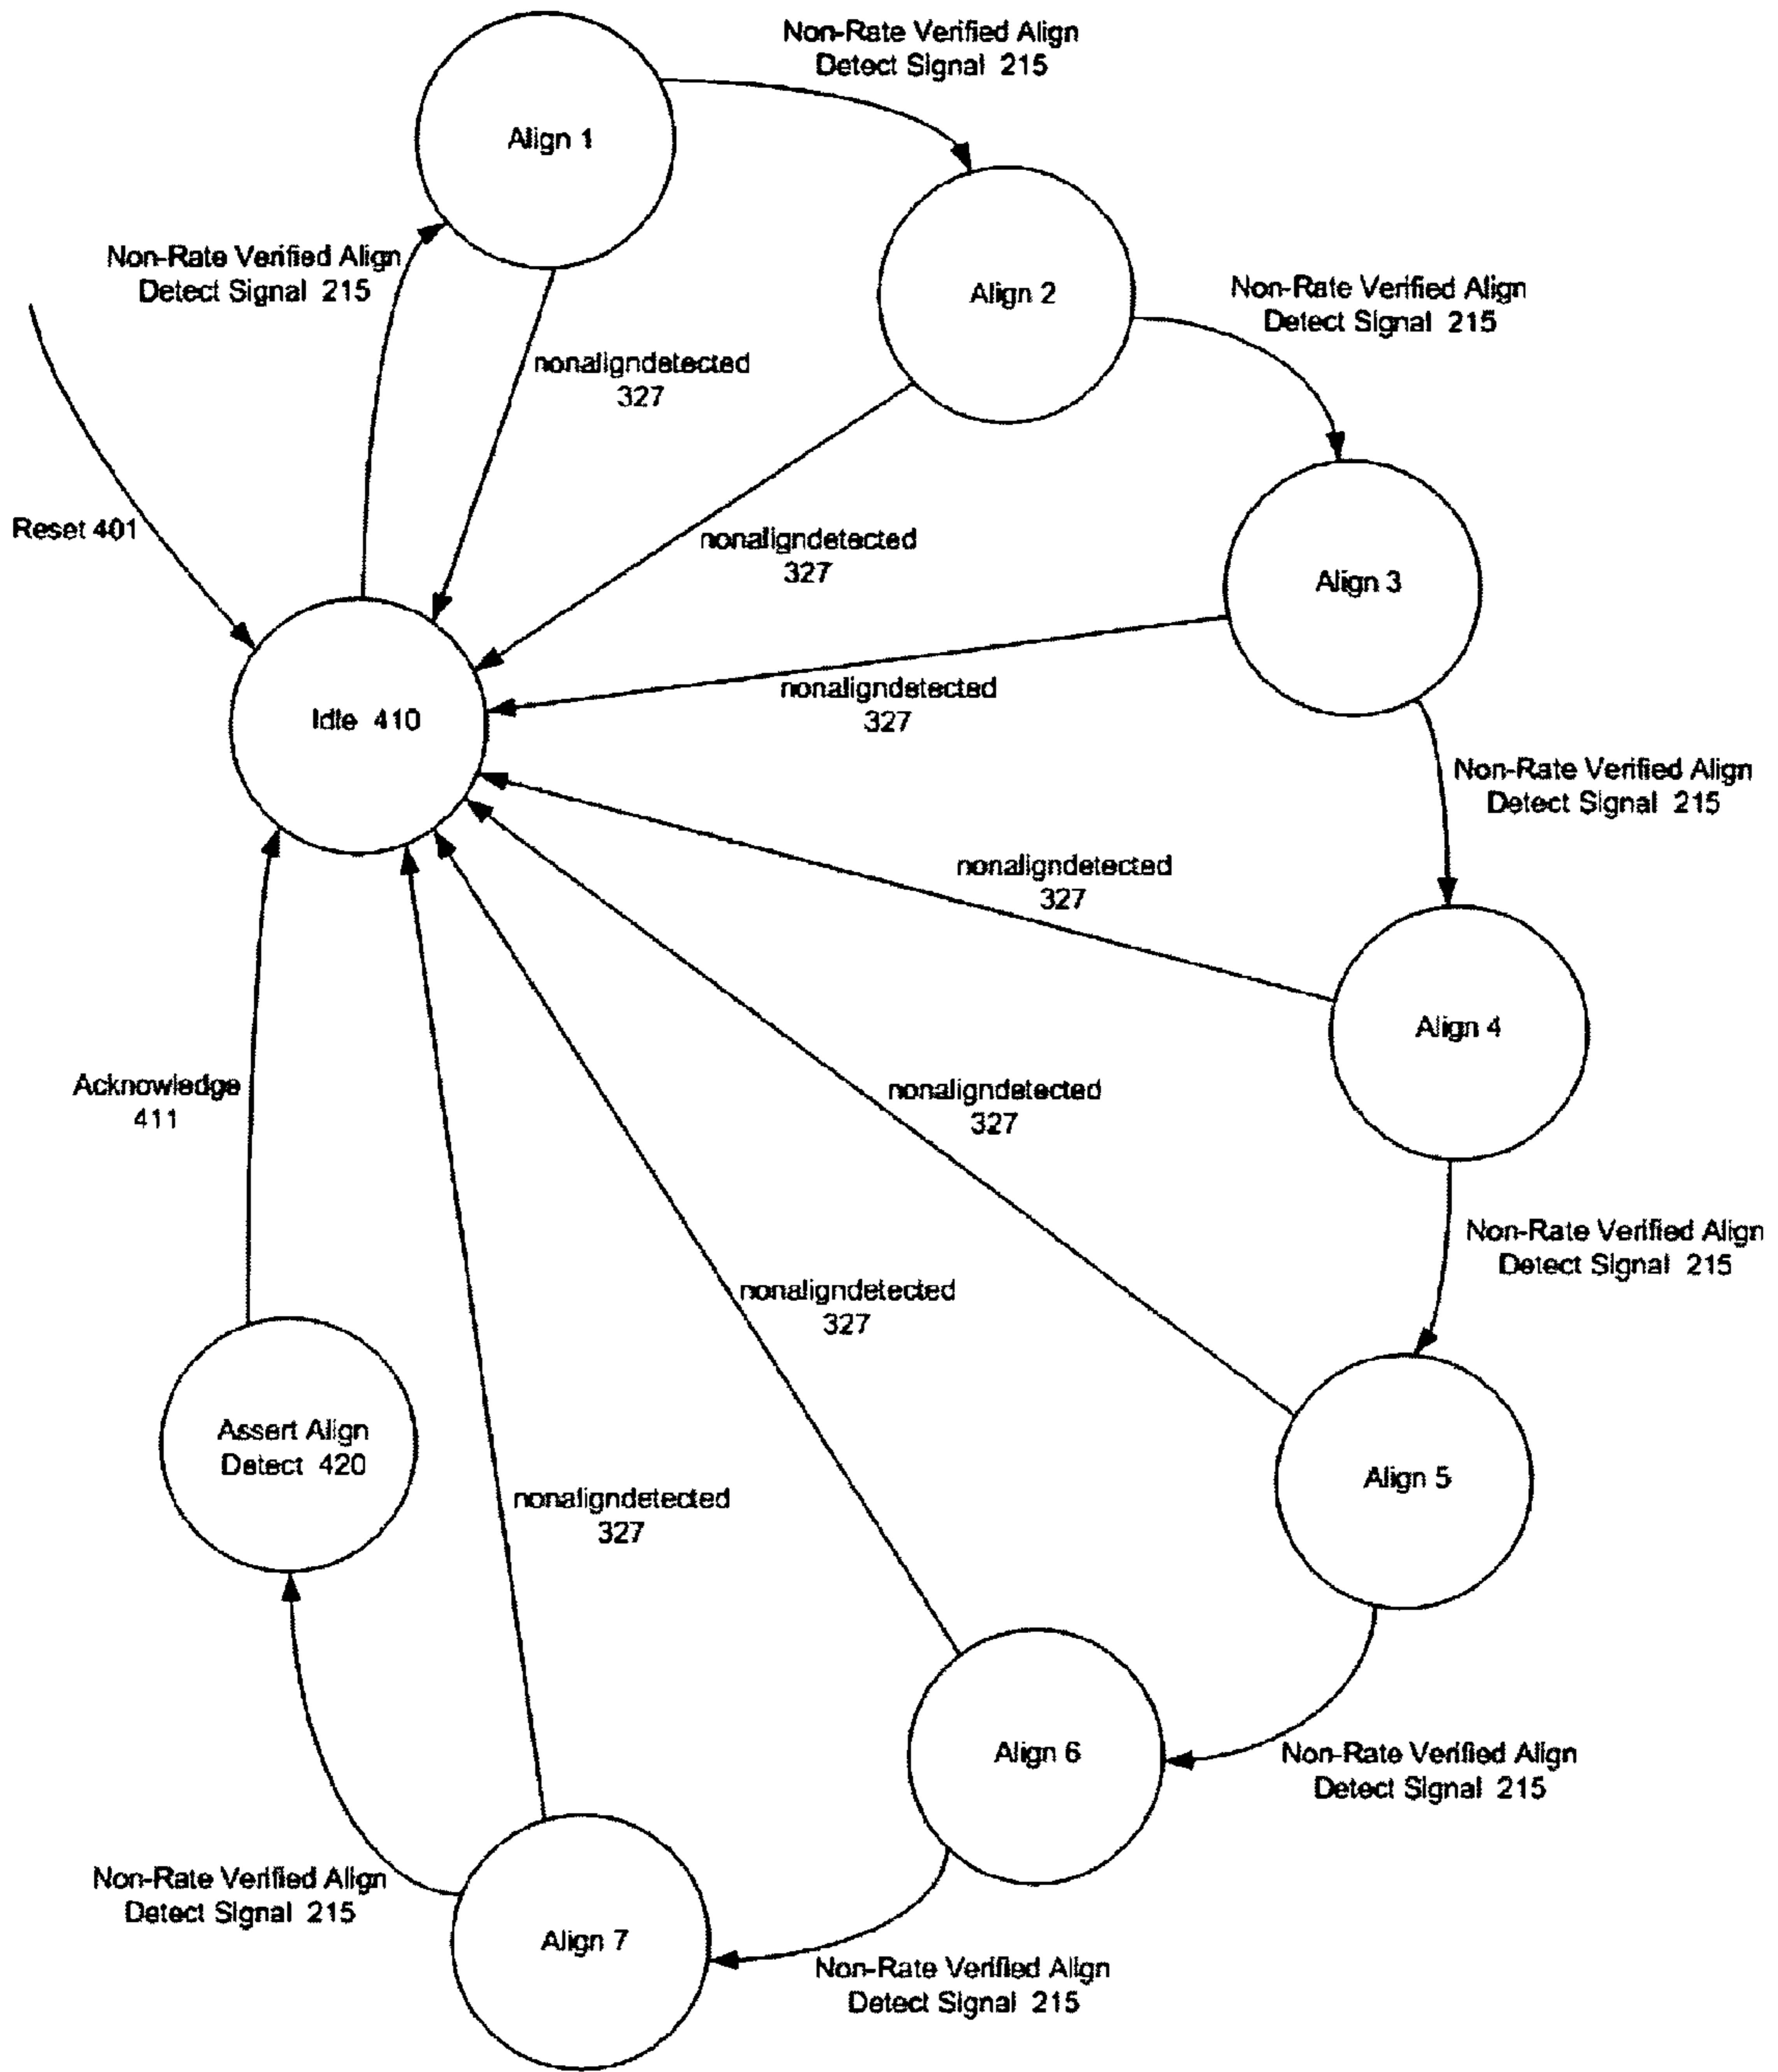 Non-Rate Verified Align
Detect Signal 215
Align 1
Non-Rate Verified Align
Detect Signal 215
Align 2
Non-Rate Verified Align
Detect Signal 215
nonaligndetected
327
Reset 401
nonaligndetected
327
Align 3
nonaligndetected
327
Idle 410
Non-Rate Verified Align
Detect Signal 215
nonaligndetected
327
Align 4
Acknowledge
411
nonaligndetected
327
Non-Rate Verified Align
Detect Signal 215
nonaligndetected
327
Assert Align
Detect 420
Align 5
nonaligndetected
327
Align 6
Non-Rate Verified Align
Detect Signal 215
Non-Rate Verified Align
Detect Signal 215
Align 7
Non-Rate Verified Align
Detect Signal 215